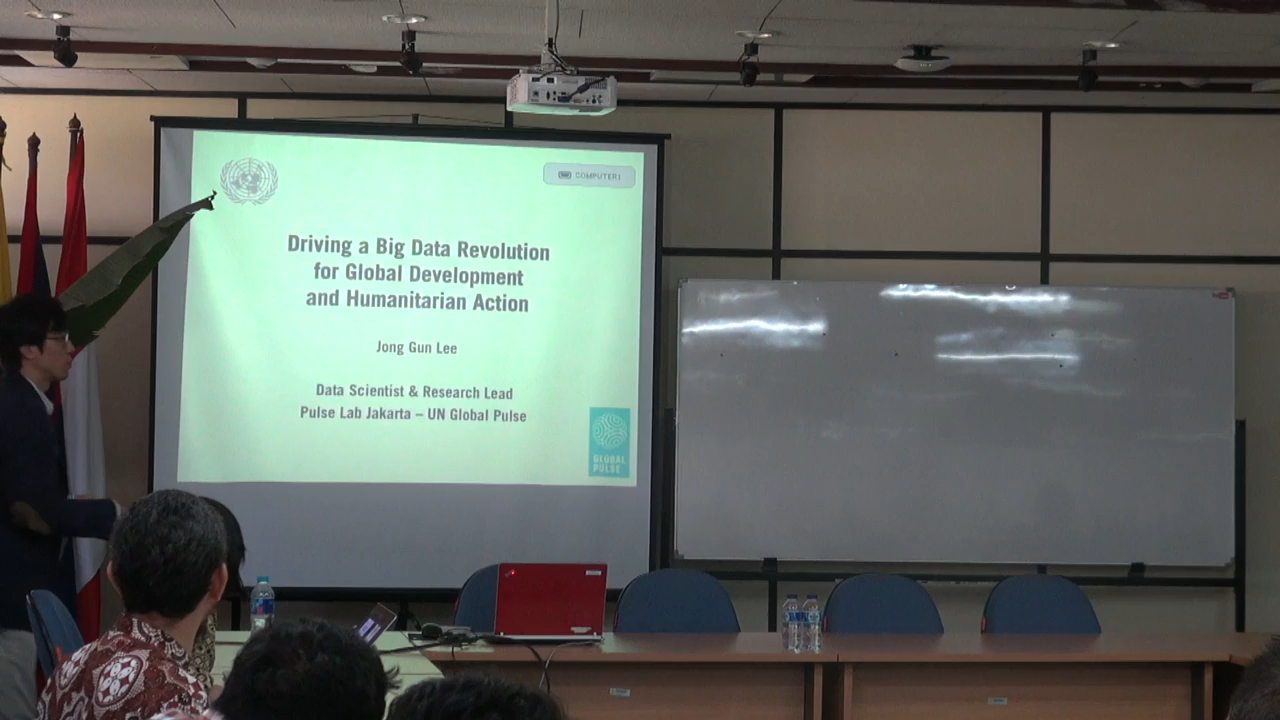 COMPUTER1
Driving a Big Data Revolution
for Global Development
and Humanitarian Action
Jong Gun Lee
Data Scientist & Research Lead
Pulse Lab Jakarta – UN Global Pulse
GLOBAL
PULSE